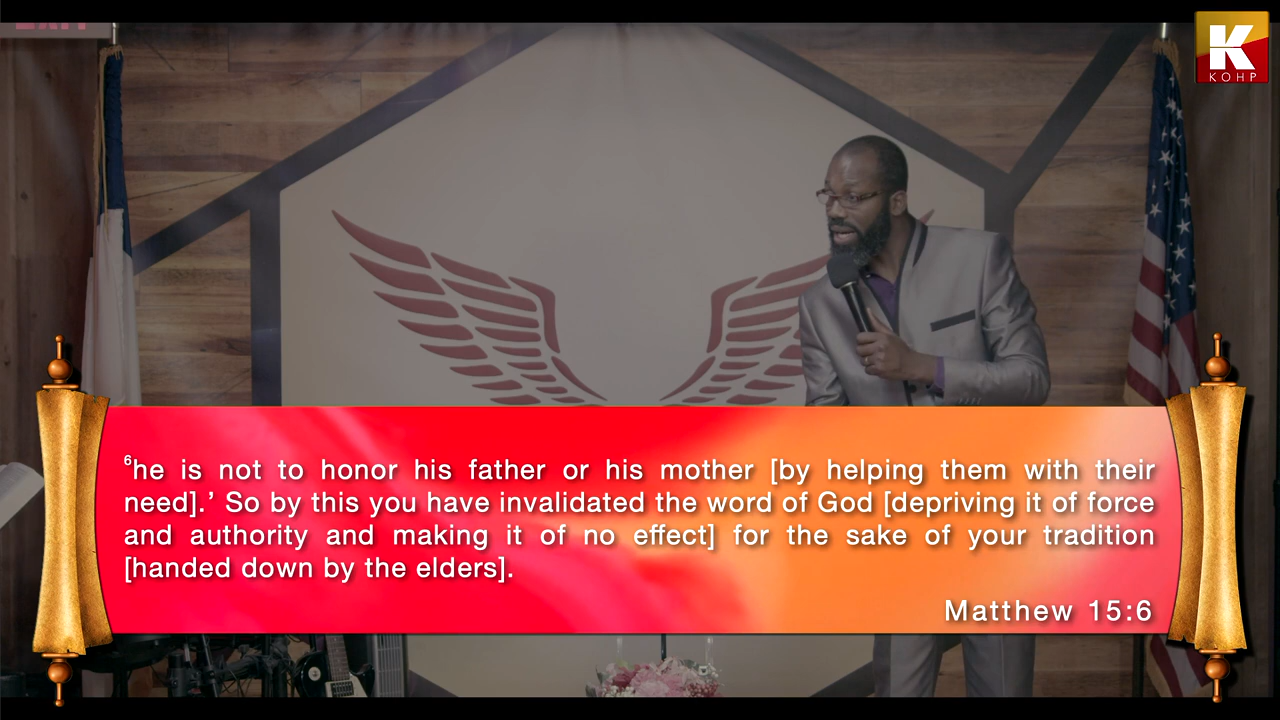 EXIT
K
KOHP
⁶he is not to honor his father or his mother [by helping them with their
need].’ So by this you have invalidated the word of God [depriving it of force
and authority and making it of no effect] for the sake of your tradition
[handed down by the elders].
Matthew 15:6